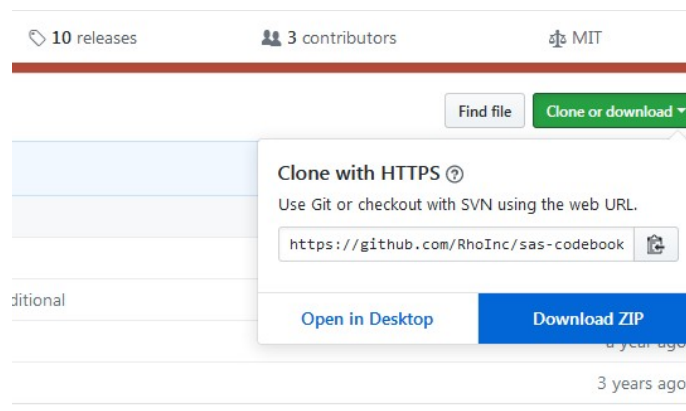 10 releases 3 contributors MIT
Find file Clone or download
Clone with HTTPS
Use Git or checkout with SVN using the web URL.
https://github.com/RhoInc/sas-codebook
ditional
Open in Desktop Download ZIP
a year ago
3 years ago